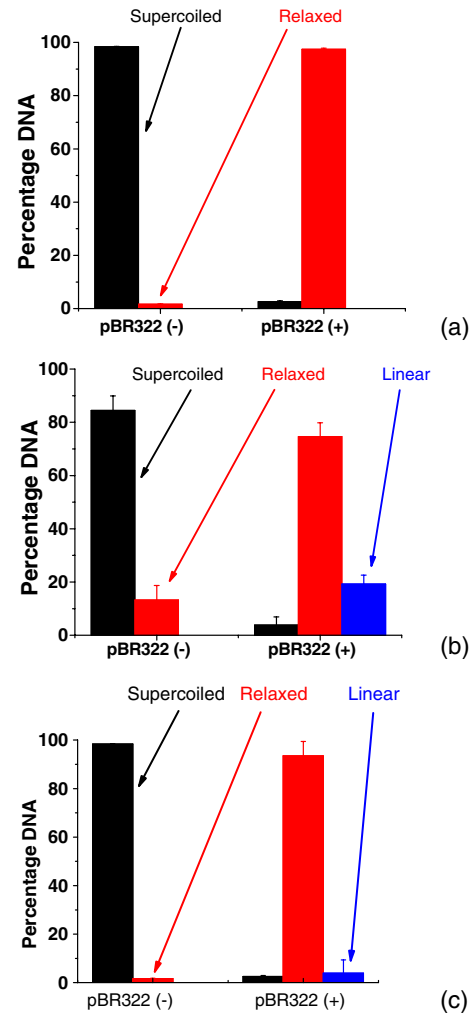 Supercoiled Relaxed
100
80
60
40
20
0
Percentage DNA
pBR322 (-) pBR322 (+)
(a)
Supercoiled Relaxed Linear
100
80
60
40
20
0
Percentage DNA
pBR322 (-) pBR322 (+)
(b)
Supercoiled Relaxed Linear
100
80
60
40
20
0
Percentage DNA
pBR322 (-) pBR322 (+)
(c)